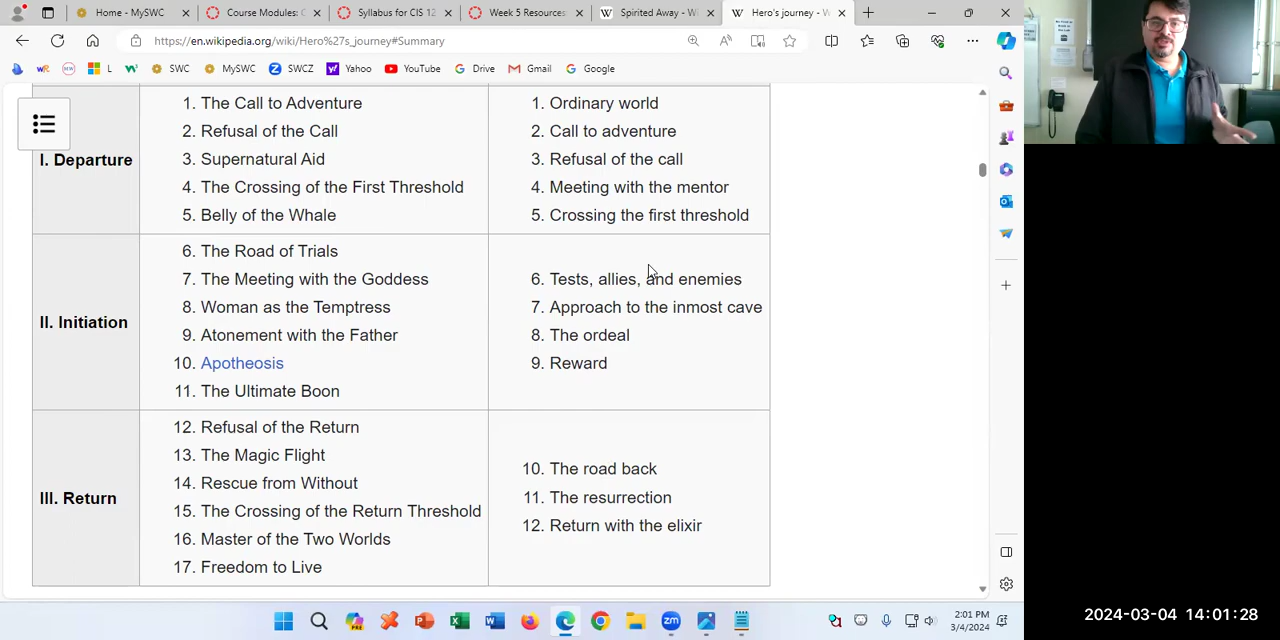 Home - MySWC
Course Modules: C
Syllabus for CIS 12
Week 5 Resources
Spirited Away - Wi
Hero's journey - W
https://en.wikipedia.org/wiki/Hero%27s_journey#Summary
L
SWC
MySWC
SWCZ
Yahoo
YouTube
Drive
Gmail
Google
I. Departure
1. The Call to Adventure
2. Refusal of the Call
3. Supernatural Aid
4. The Crossing of the First Threshold
5. Belly of the Whale
1. Ordinary world
2. Call to adventure
3. Refusal of the call
4. Meeting with the mentor
5. Crossing the first threshold
II. Initiation
6. The Road of Trials
7. The Meeting with the Goddess
8. Woman as the Temptress
9. Atonement with the Father
10. Apotheosis
11. The Ultimate Boon
6. Tests, allies, and enemies
7. Approach to the inmost cave
8. The ordeal
9. Reward
III. Return
12. Refusal of the Return
13. The Magic Flight
14. Rescue from Without
15. The Crossing of the Return Threshold
16. Master of the Two Worlds
17. Freedom to Live
10. The road back
11. The resurrection
12. Return with the elixir
2:01 PM
3/4/2024
2024-03-04 14:01:28